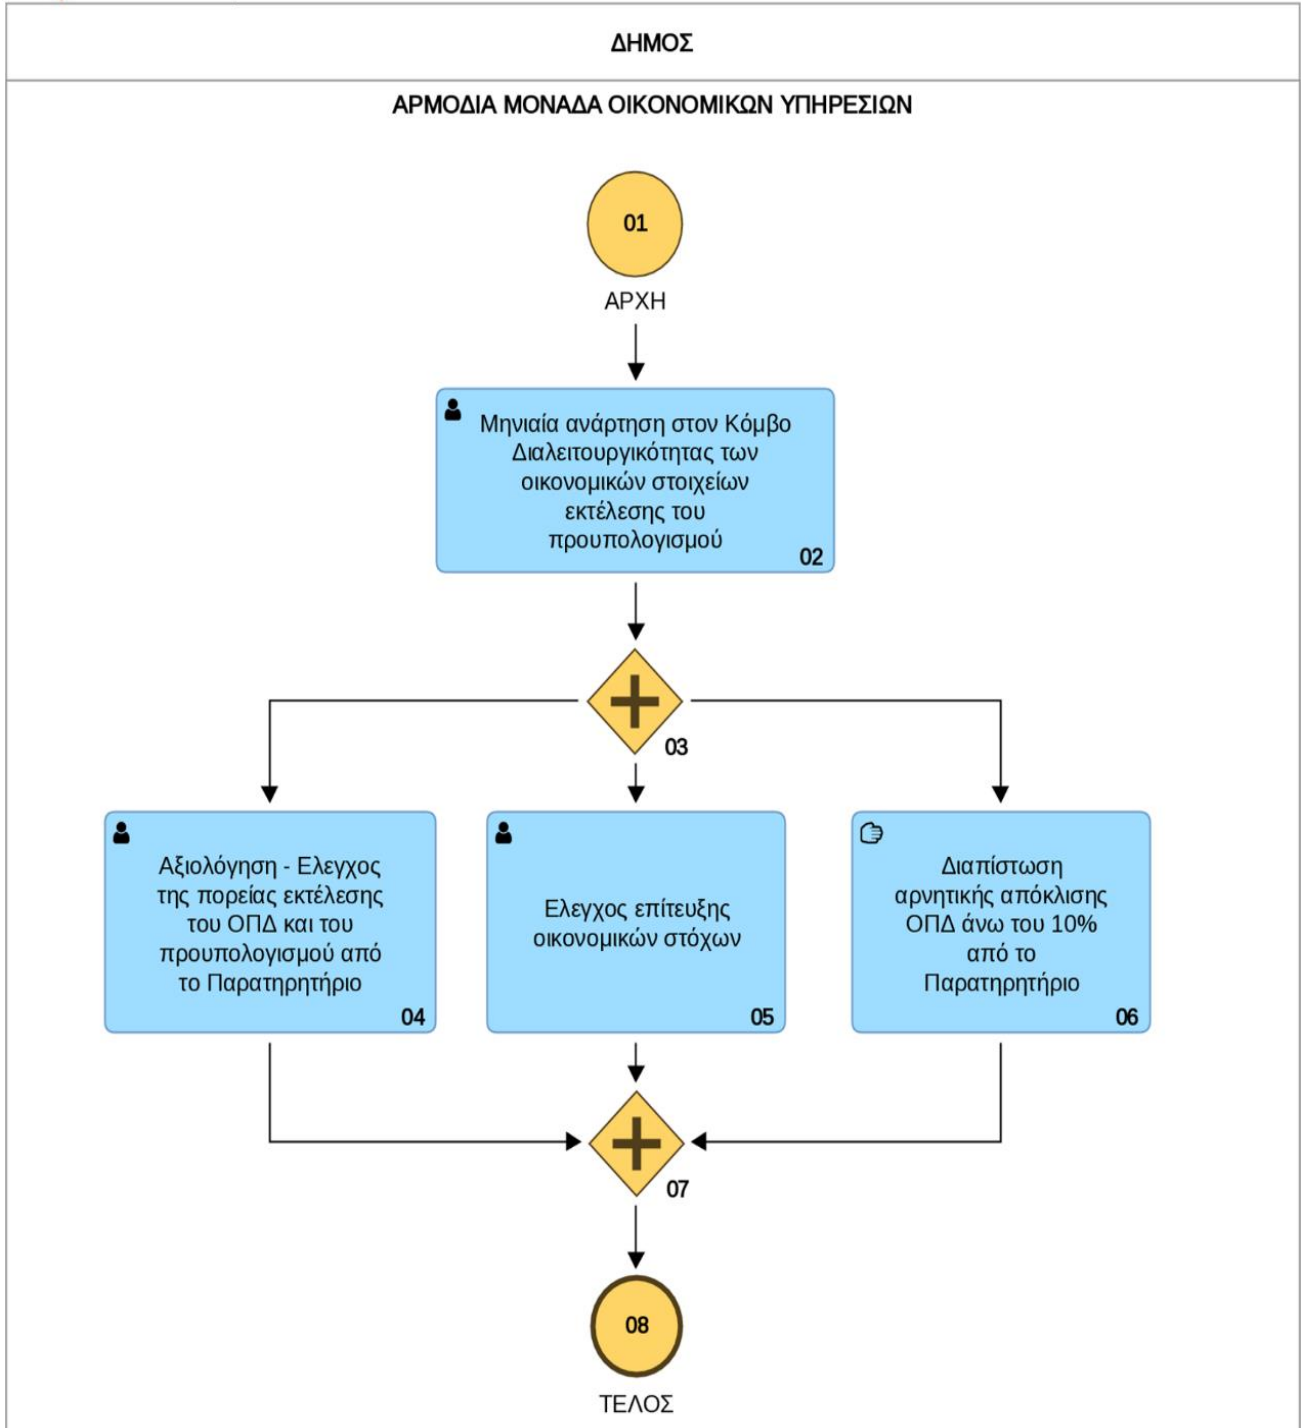 ΔΗΜΟΣ
ΑΡΜΟΔΙΑ ΜΟΝΑΔΑ ΟΙΚΟΝΟΜΙΚΩΝ ΥΠΗΡΕΣΙΩΝ
01
ΑΡΧΗ
Μηνιαία ανάρτηση στον Κόμβο
Διαλειτουργικότητας των
οικονομικών στοιχείων
εκτέλεσης του
προυπολογισμού
02
03
Αξιολόγηση - Ελεγχος
της πορείας εκτέλεσης
του ΟΠΔ και του
προυπολογισμού από
το Παρατηρητήριο
04
Ελεγχος επίτευξης
οικονομικών στόχων
05
Διαπίστωση
αρνητικής απόκλισης
ΟΠΔ άνω του 10%
από το
Παρατηρητήριο
06
07
08
ΤΕΛΟΣ